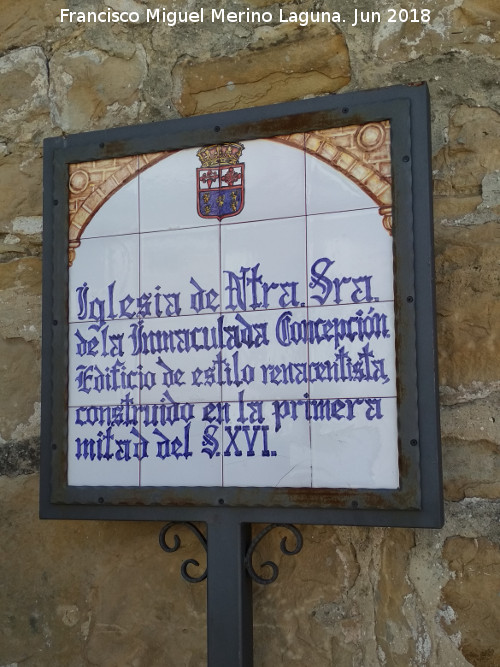 Francisco Miguel Merino Laguna. Jun / 2018
Iglesia de Ntra. Sra.
de la Inmaculada Concepción.
Edificio de estilo renacentista,
construido en la primera
mitad del S.XVI.